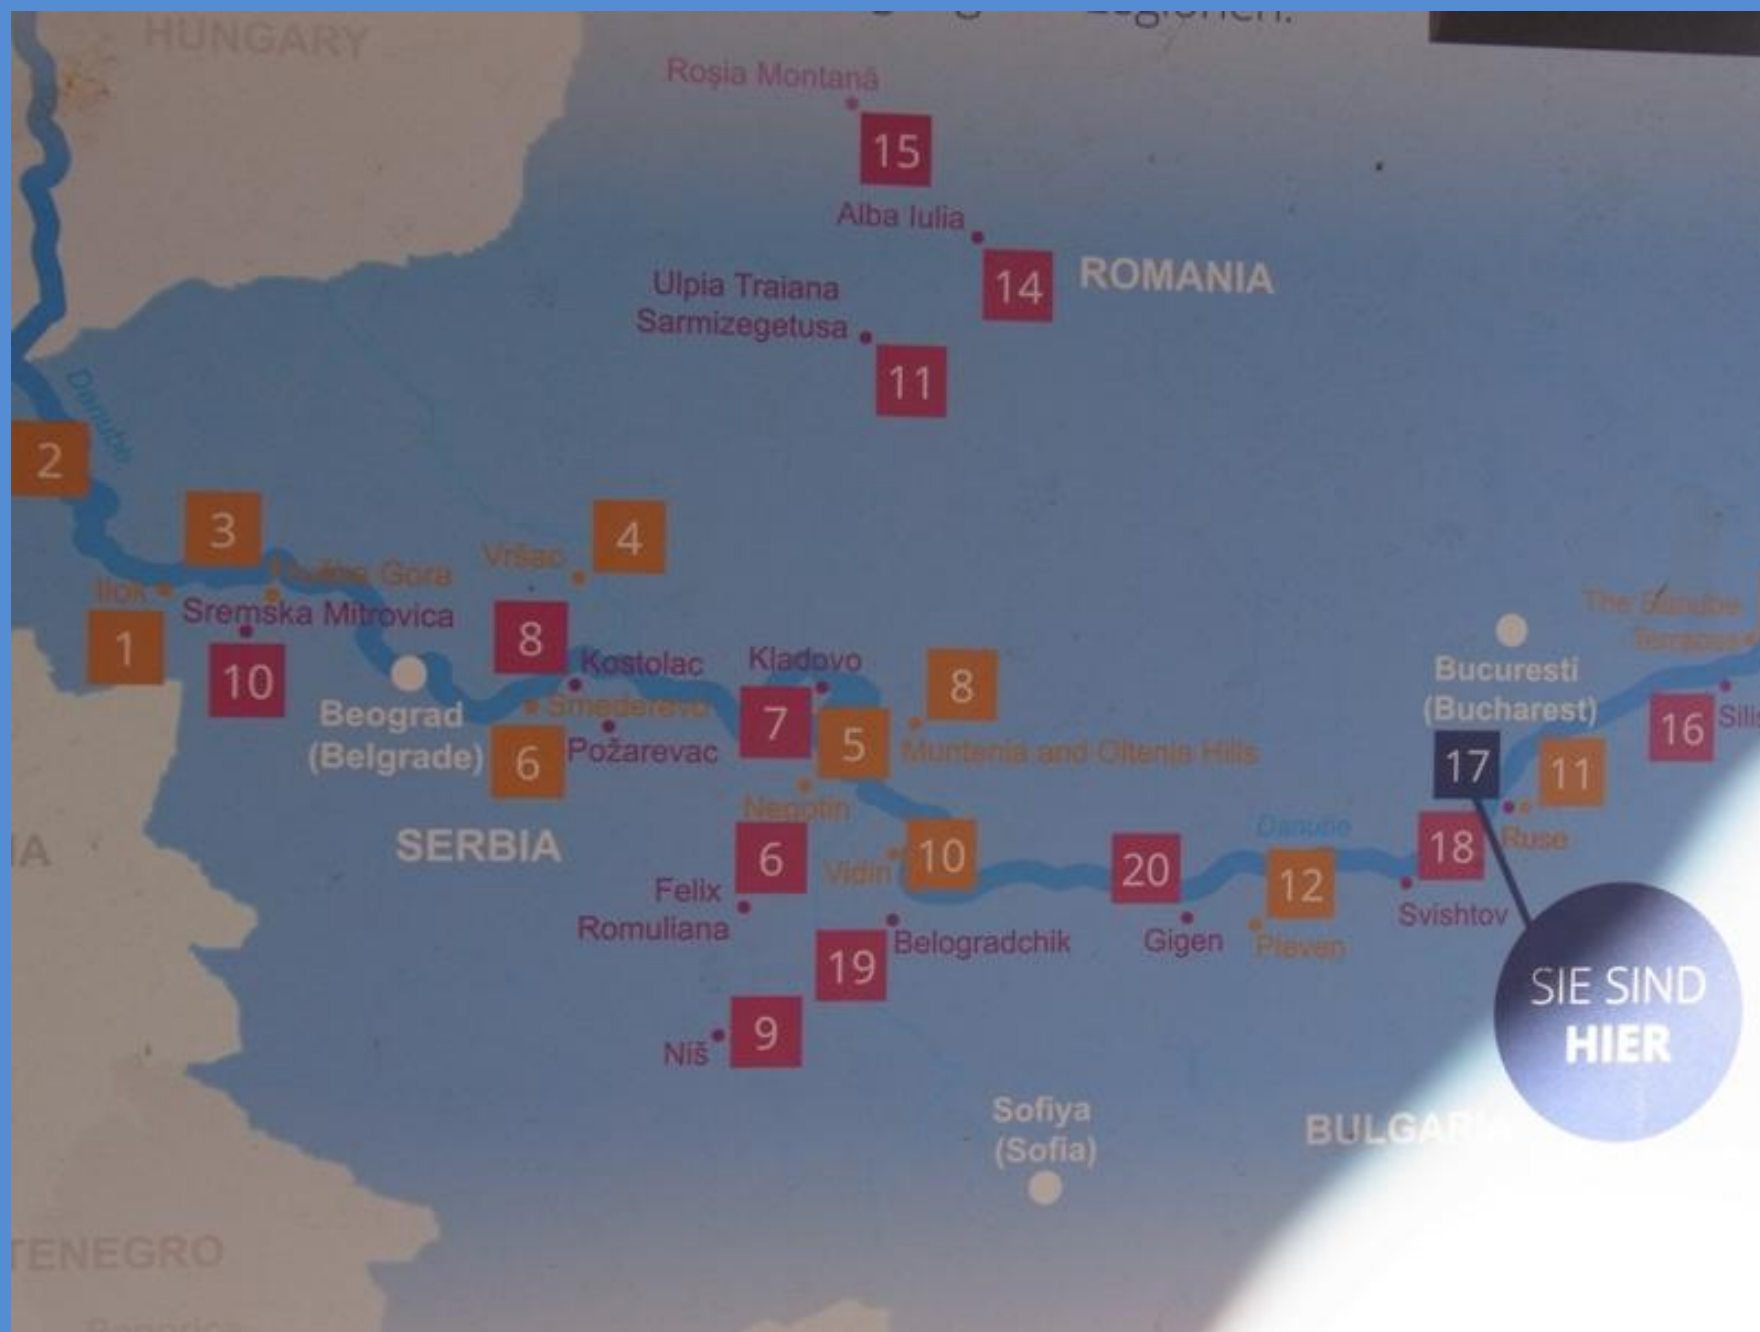 Legionen.
HUNGARY
Roşia Montană
15
Alba Iulia
14
ROMANIA
Ulpia Traiana
Sarmizegetusa
11
Danube
2
3
4
Vršac
Ilok
Gora
Sremska Mitrovica
1
10
8
Kostolac
Kladovo
8
7
5
Beograd
(Belgrade)
Smederevo
6
Požarevac
Muntenia and Oltenia Hills
Negotin
SERBIA
The Danube
Terraces
Bucuresti
(Bucharest)
17
11
16
Ruse
18
Danube
6
Vidin
10
20
12
Felix
Romuliana
Svishtov
19
Belogradchik
Gigen
Pleven
9
Niš
SIE SIND
HIER
Sofiya
(Sofia)
BULGARIA
TENEGRO